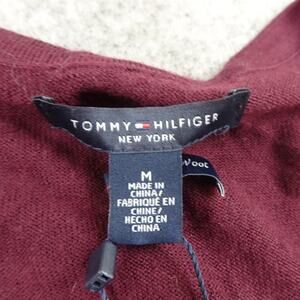 TOMMY HILFIGER
NEW YORK
M
MADE IN
CHINA/
FABRIQUÉ EN
CHINE/
HECHO EN
CHINA